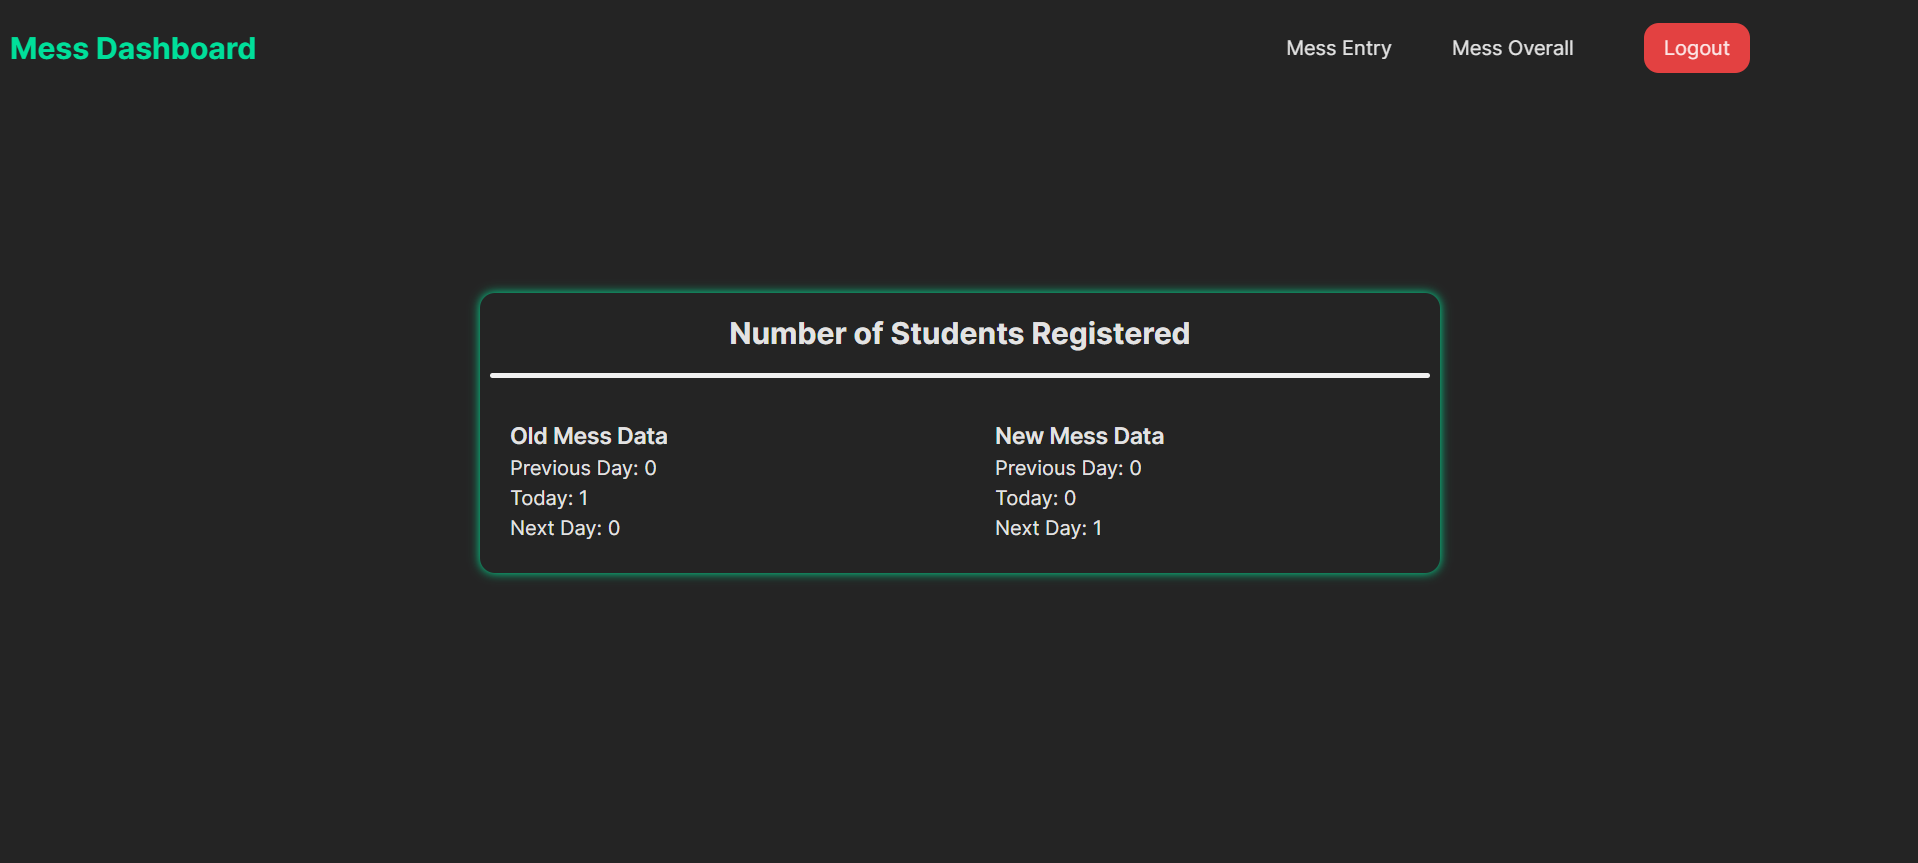 Mess Dashboard
Mess Entry
Mess Overall
Logout
Number of Students Registered
Old Mess Data
Previous Day: 0
Today: 1
Next Day: 0
New Mess Data
Previous Day: 0
Today: 0
Next Day: 1